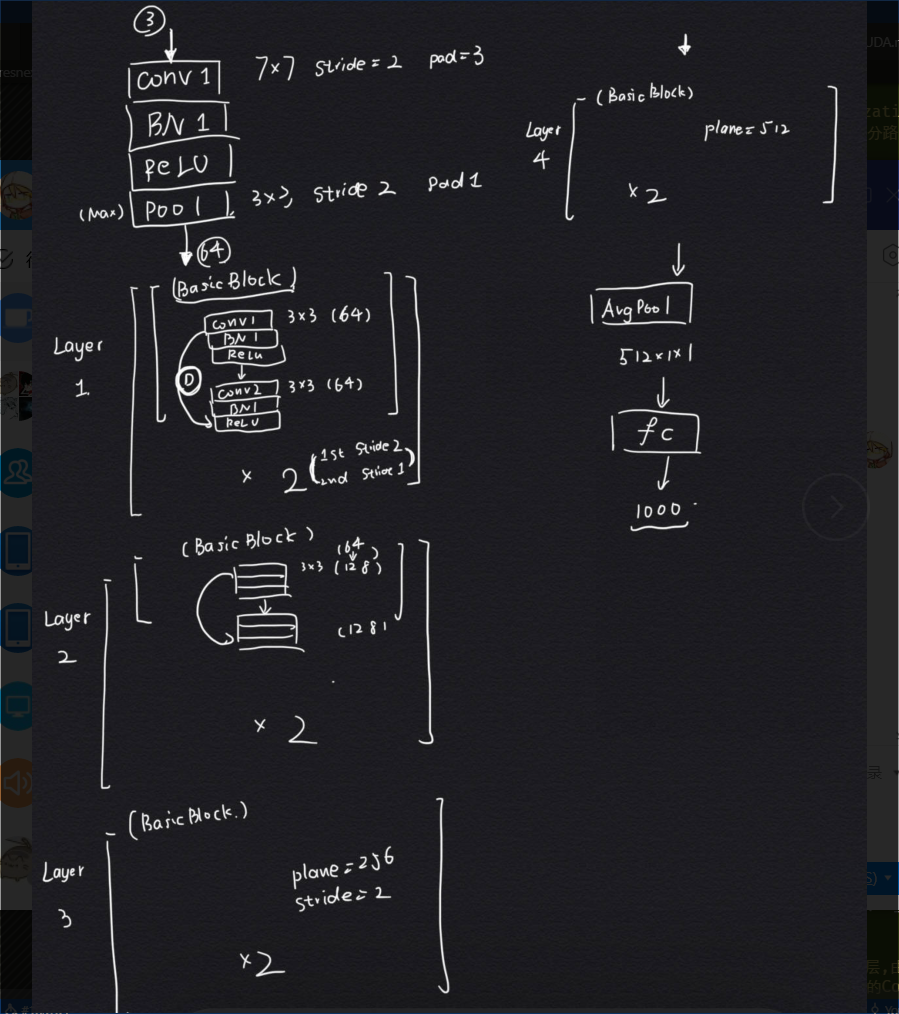 3
Conv 1 7×7 stride = 2 pad = 3
BN 1
ReLU
(Max) Pool 3×3, stride 2 pad 1
64
Layer 1
(Basic Block)
Conv1 3×3 (64)
BN 1
ReLu
D
Conv2 3×3 (64)
BN1
ReLU
× 2 (1st stride 2
2nd stride 1)
Layer 2
(Basic Block)
(64
3×3 (128)
(128)
× 2
Layer 3
(Basic Block.)
plane = 256
stride = 2
×2
Layer 4
(Basic Block)
plane = 512
×2
AvgPool
512×1×1
fc
1000